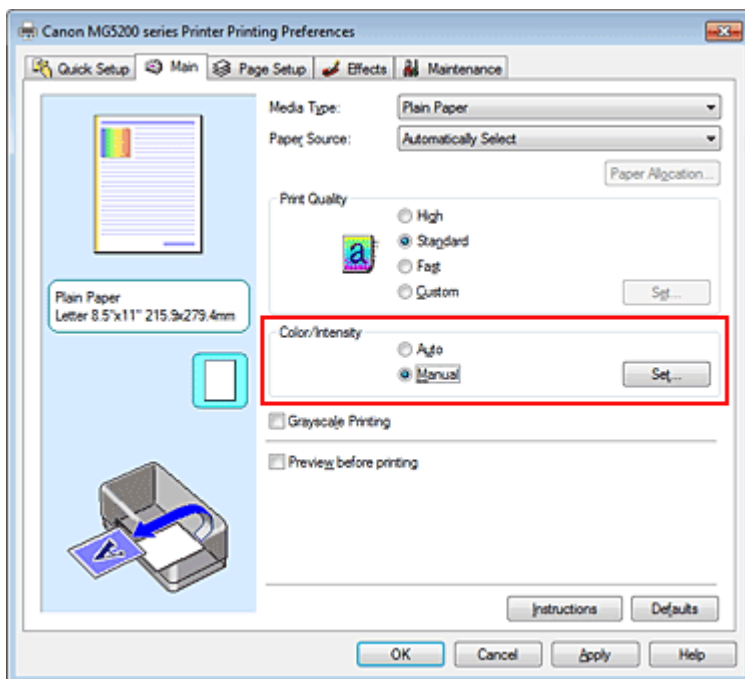 Canon MG5200 series Printer Printing Preferences
Quick Setup Main Page Setup Effects Maintenance
Media Type: Plain Paper
Paper Source: Automatically Select
Paper Allocation...
Print Quality
High
a Standard
Fast
Custom Set...
Plain Paper
Letter 8.5"x11" 215.9x279.4mm
Color/Intensity
Auto
Manual Set...
Grayscale Printing
Preview before printing
A
Instructions Defaults
OK Cancel Apply Help